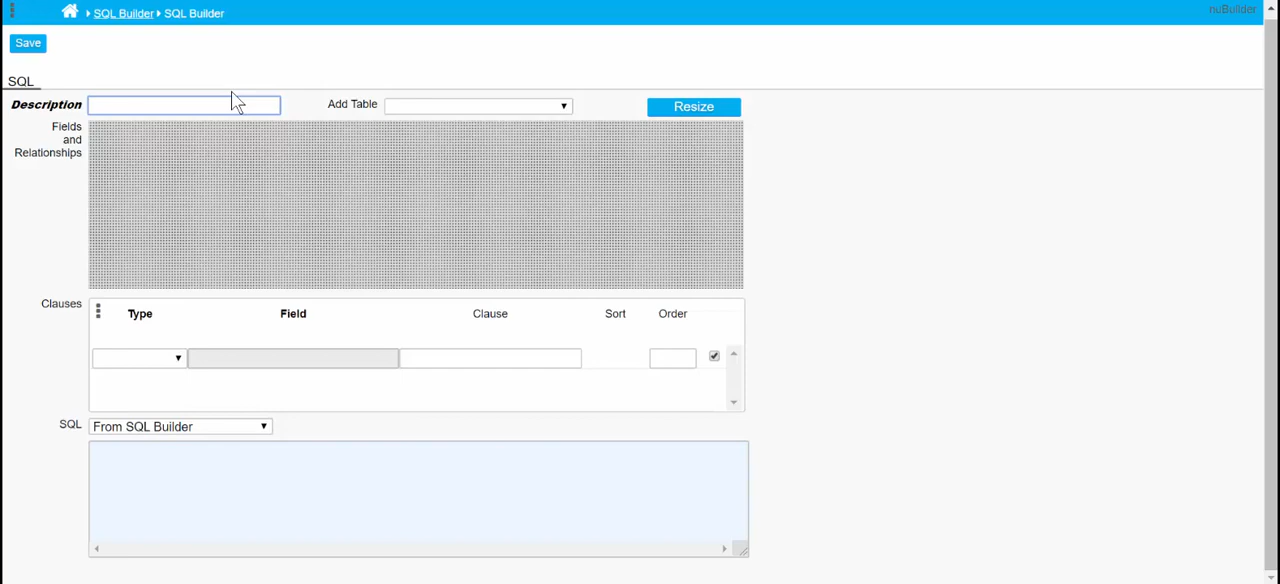 SQL Builder SQL Builder nuBuilder
Save
SQL
Description Add Table Resize
Fields
and
Relationships
Clauses
Type Field Clause Sort Order
SQL From SQL Builder